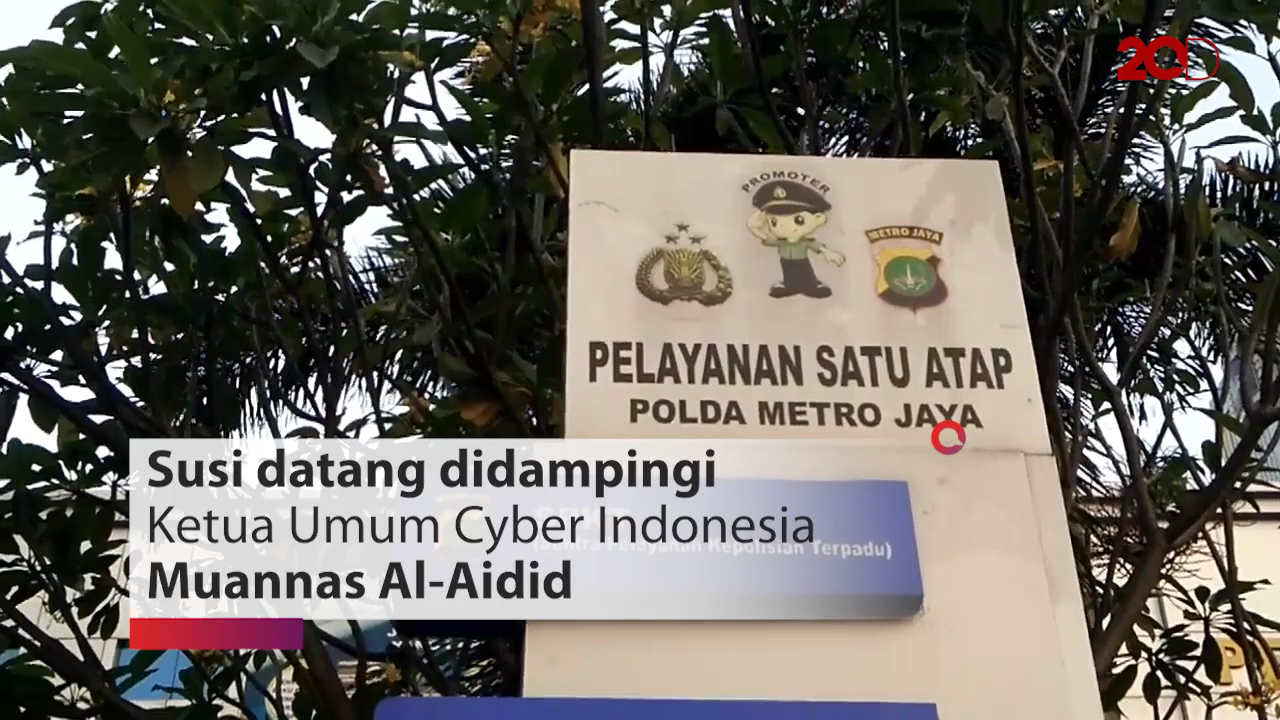 20D
PROMOTER
METRO JAYA
PELAYANAN SATU ATAP
POLDA METRO JAYA
Susi datang didampingi
Ketua Umum Cyber Indonesia
Muannas Al-Aidid
(Sentra Pelayanan Kepolisian Terpadu)